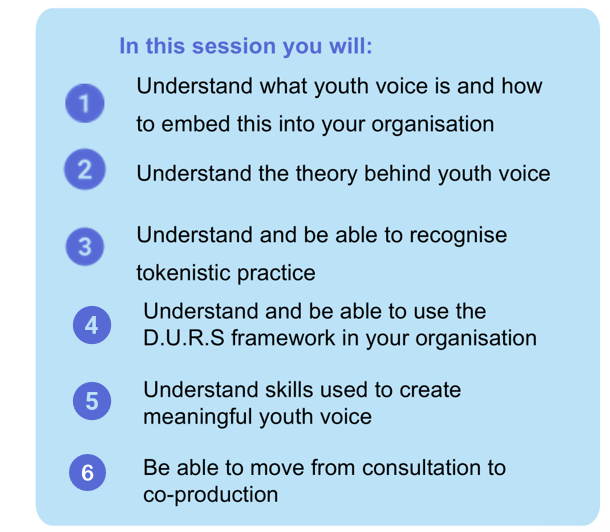 In this session you will:
1 Understand what youth voice is and how
to embed this into your organisation
2 Understand the theory behind youth voice
3 Understand and be able to recognise
tokenistic practice
4 Understand and be able to use the
D.U.R.S framework in your organisation
5 Understand skills used to create
meaningful youth voice
6 Be able to move from consultation to
co-production